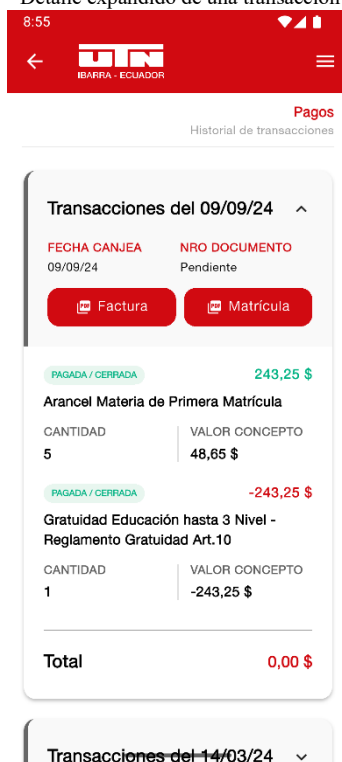 Detalle expandido de una transacción
8:55
UTN
IBARRA - ECUADOR
Pagos
Historial de transacciones
Transacciones del 09/09/24
FECHA CANJEA NRO DOCUMENTO
09/09/24 Pendiente
PDF Factura PDF Matrícula
PAGADA / CERRADA 243,25 $
Arancel Materia de Primera Matrícula
CANTIDAD VALOR CONCEPTO
5 48,65 $
PAGADA / CERRADA -243,25 $
Gratuidad Educación hasta 3 Nivel -
Reglamento Gratuidad Art.10
CANTIDAD VALOR CONCEPTO
1 -243,25 $
Total 0,00 $
Transacciones del 14/03/24